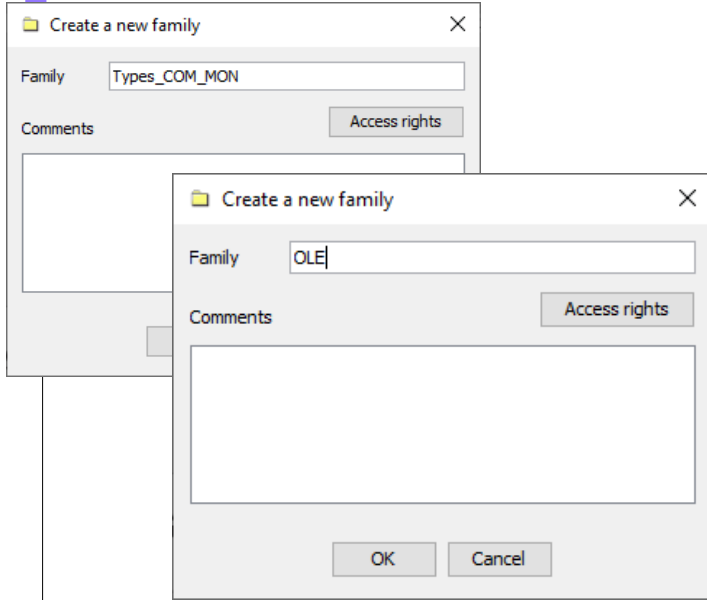 Create a new family
Family Types_COM_MON
Access rights
Comments
Create a new family
Family OLE
Access rights
Comments
OK Cancel